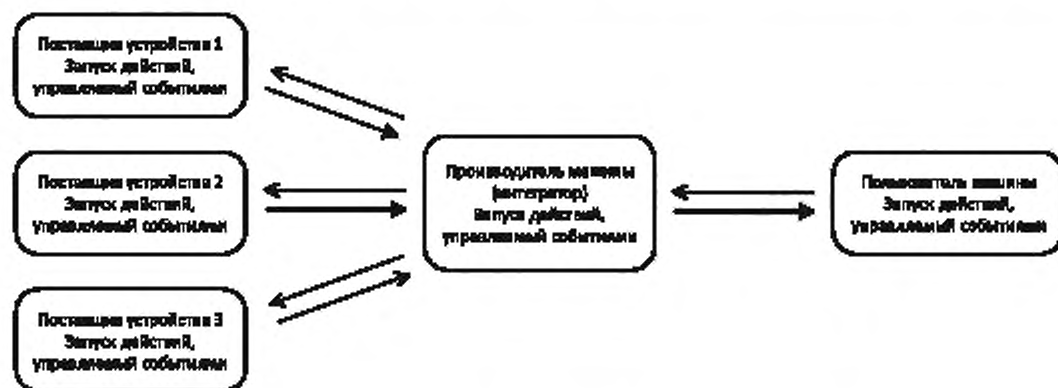 Поставщик устройства 1
Запуск действий,
управляемый событиями
Поставщик устройства 2
Запуск действий,
управляемый событиями
Поставщик устройства 3
Запуск действий,
управляемый событиями
Производитель машины
(интегратор)
Запуск действий,
управляемый событиями
Пользователь машины
Запуск действий,
управляемый событиями